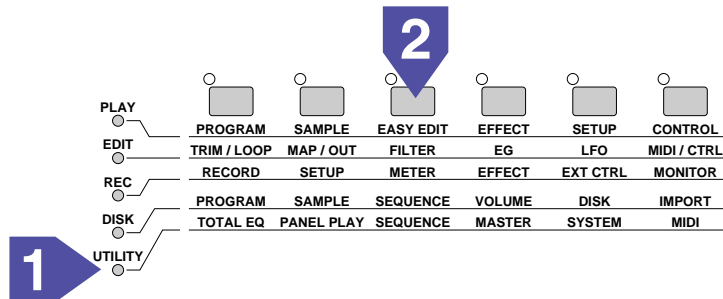 2
PLAY
PROGRAM SAMPLE EASY EDIT EFFECT SETUP CONTROL
EDIT
TRIM / LOOP MAP / OUT FILTER EG LFO MIDI / CTRL
REC
RECORD SETUP METER EFFECT EXT CTRL MONITOR
DISK
PROGRAM SAMPLE SEQUENCE VOLUME DISK IMPORT
1
UTILITY
TOTAL EQ PANEL PLAY SEQUENCE MASTER SYSTEM MIDI